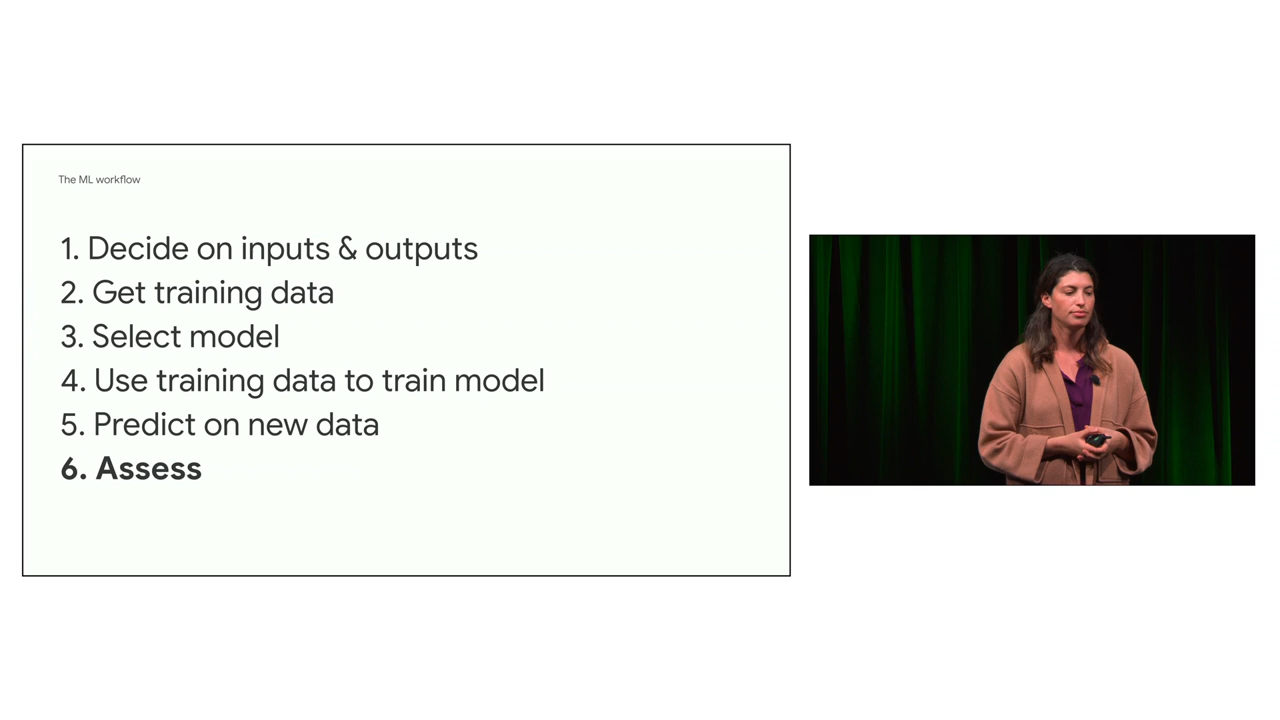 The ML workflow
1. Decide on inputs & outputs
2. Get training data
3. Select model
4. Use training data to train model
5. Predict on new data
6. Assess